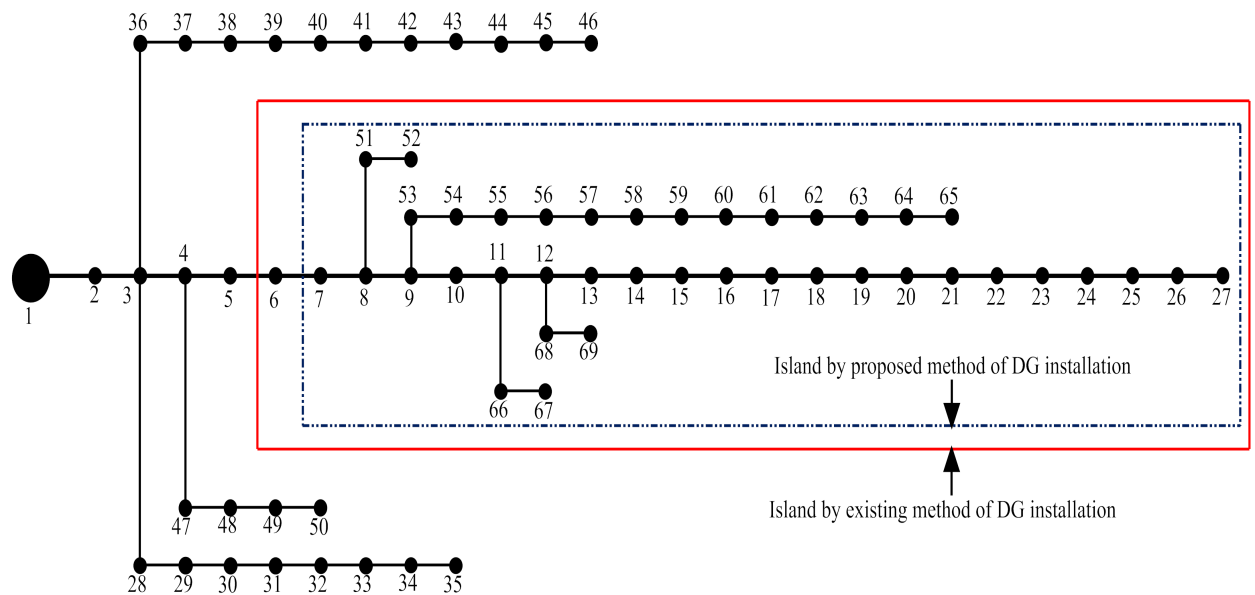 36 37 38 39 40 41 42 43 44 45 46
51 52
53 54 55 56 57 58 59 60 61 62 63 64 65
4 11 12
1 2 3 5 6 7 8 9 10 13 14 15 16 17 18 19 20 21 22 23 24 25 26 27
68 69
Island by proposed method of DG installation
66 67
Island by existing method of DG installation
47 48 49 50
28 29 30 31 32 33 34 35